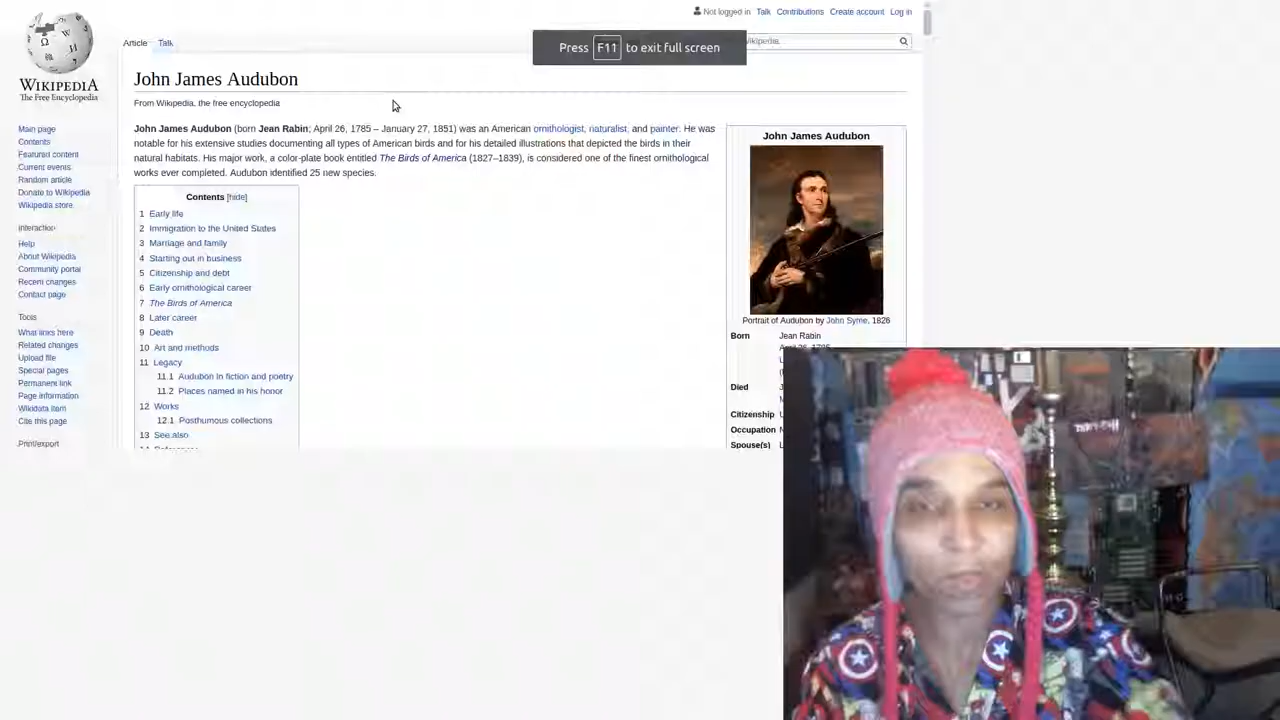 Not logged in Talk Contributions Create account Log in
Article Talk
Press F11 to exit full screen
Wikipedia
WIKIPEDIA
The Free Encyclopedia
John James Audubon
From Wikipedia, the free encyclopedia
John James Audubon (born Jean Rabin; April 26, 1785 – January 27, 1851) was an American ornithologist, naturalist, and painter. He was
notable for his extensive studies documenting all types of American birds and for his detailed illustrations that depicted the birds in their
natural habitats. His major work, a color-plate book entitled The Birds of America (1827–1839), is considered one of the finest ornithological
works ever completed. Audubon identified 25 new species.
Contents [hide]
1 Early life
2 Immigration to the United States
3 Marriage and family
4 Starting out in business
5 Citizenship and debt
6 Early ornithological career
7 The Birds of America
8 Later career
9 Death
10 Art and methods
11 Legacy
11.1 Audubon in fiction and poetry
11.2 Places named in his honor
12 Works
12.1 Posthumous collections
13 See also
Main page
Contents
Featured content
Current events
Random article
Donate to Wikipedia
Wikipedia store
Interaction
Help
About Wikipedia
Community portal
Recent changes
Contact page
Tools
What links here
Related changes
Upload file
Special pages
Permanent link
Page information
Wikidata item
Cite this page
Print/export
John James Audubon
Portrait of Audubon by John Syme, 1826
Born Jean Rabin
April 26, 1785
Died
Citizenship
Occupation
Spouse(s)